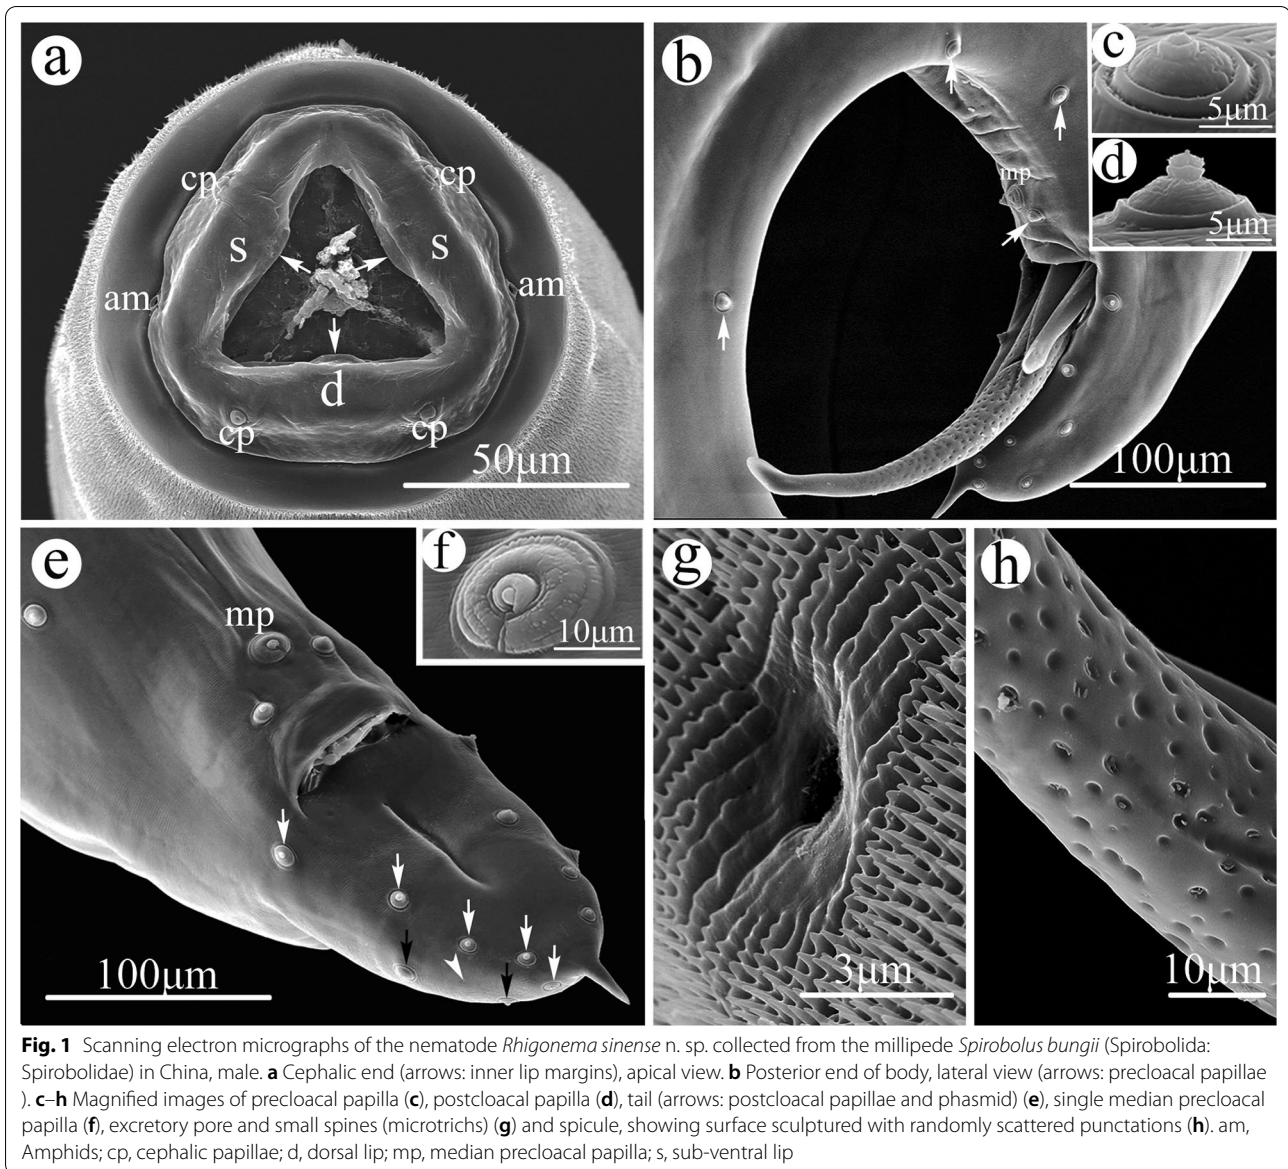 a
cp
cp
s
s
am
am
d
cp
cp
50μm
b
mp
100μm
c
5μm
d
5μm
e
mp
100μm
f
10μm
g
3μm
h
10μm
Fig. 1 Scanning electron micrographs of the nematode Rhigonema sinense n. sp. collected from the millipede Spirobolus bungii (Spirobolida:
Spirobolidae) in China, male. a Cephalic end (arrows: inner lip margins), apical view. b Posterior end of body, lateral view (arrows: precloacal papillae
). c–h Magnified images of precloacal papilla (c), postcloacal papilla (d), tail (arrows: postcloacal papillae and phasmid) (e), single median precloacal
papilla (f), excretory pore and small spines (microtrichs) (g) and spicule, showing surface sculptured with randomly scattered punctations (h). am,
Amphids; cp, cephalic papillae; d, dorsal lip; mp, median precloacal papilla; s, sub-ventral lip